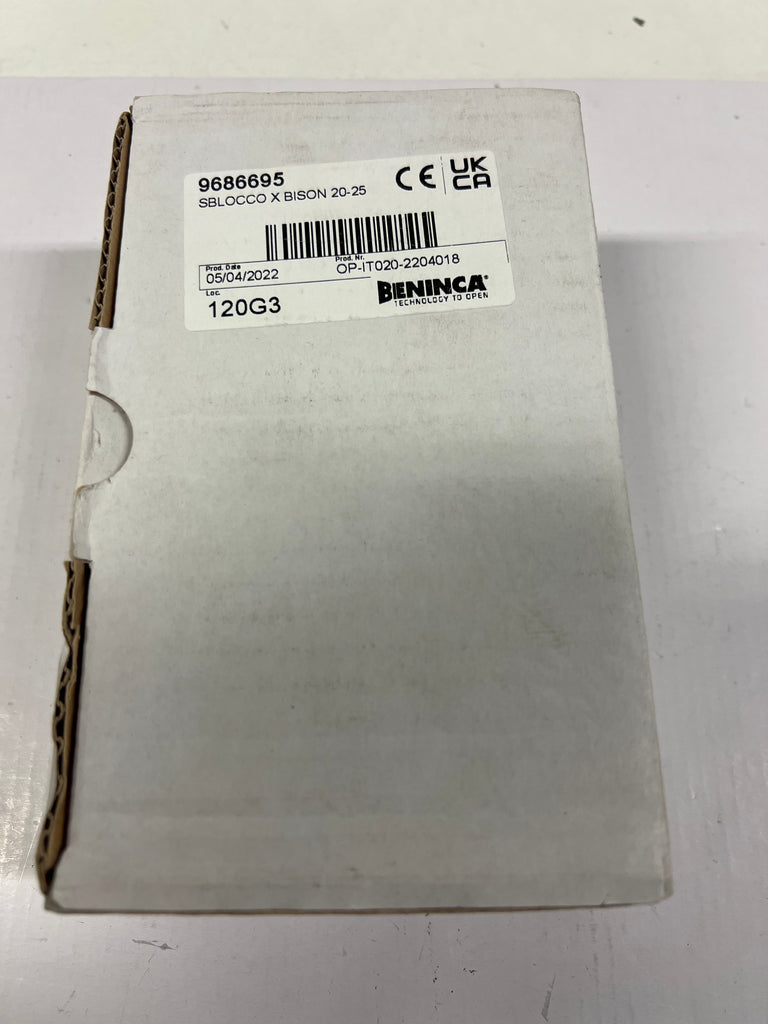 9686695
SBLOCCO X BISON 20-25
CE UK CA
Prod. Date
05/04/2022
Prod. Nr.
OP-IT020-2204018
Loc.
120G3
BENINCA®
TECHNOLOGY TO OPEN